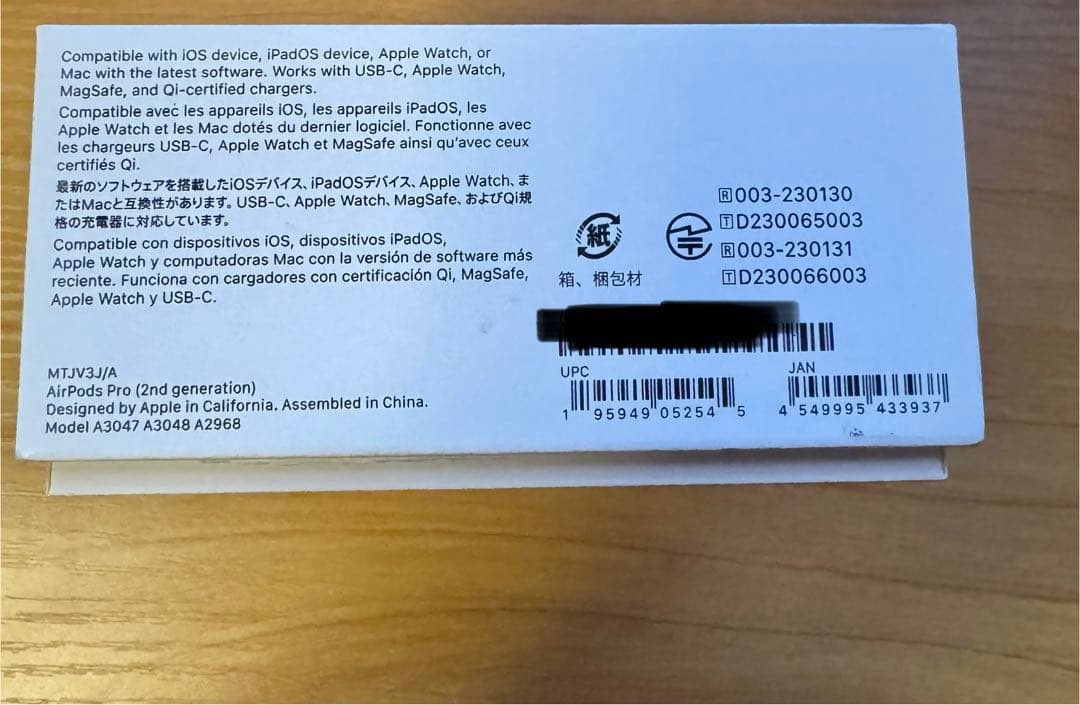 Compatible with iOS device, iPadOS device, Apple Watch, or
Mac with the latest software. Works with USB-C, Apple Watch,
MagSafe, and Qi-certified chargers.
Compatible avec les appareils iOS, les appareils iPadOS, les
Apple Watch et les Mac dotés du dernier logiciel. Fonctionne avec
les chargeurs USB-C, Apple Watch et MagSafe ainsi qu'avec ceux
certifiés Qi.
最新のソフトウェアを搭載したiOSデバイス、iPadOSデバイス、Apple Watch、ま
たはMacと互換性があります。USB-C、Apple Watch、MagSafe、およびQi規
格の充電器に対応しています。
Compatible con dispositivos iOS, dispositivos iPadOS,
Apple Watch y computadoras Mac con la versión de software más
reciente. Funciona con cargadores con certificación Qi, MagSafe,
Apple Watch y USB-C.
MTJV3J/A
AirPods Pro (2nd generation)
Designed by Apple in California. Assembled in China.
Model A3047 A3048 A2968
紙
箱、梱包材
R 003-230130
T D230065003
R 003-230131
T D230066003
UPC
1 95949 05254 5
JAN
4 549995 433937